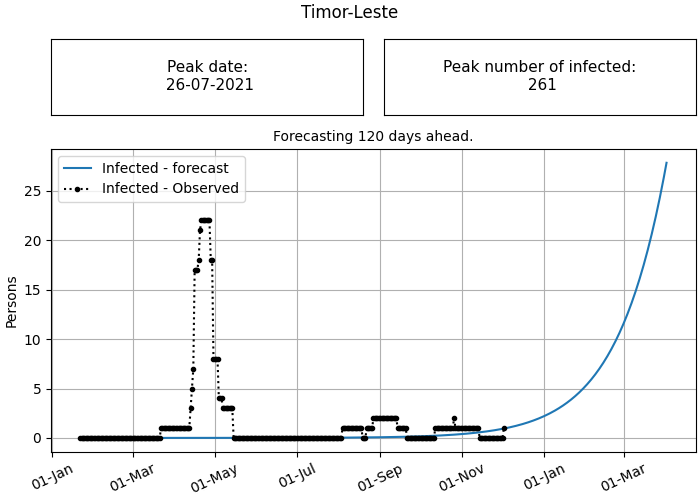 Timor-Leste
Peak date:
26-07-2021
Peak number of infected:
261
Forecasting 120 days ahead.
Infected - forecast
Infected - Observed
Persons
25
20
15
10
5
0
01-Jan
01-Mar
01-May
01-Jul
01-Sep
01-Nov
01-Jan
01-Mar